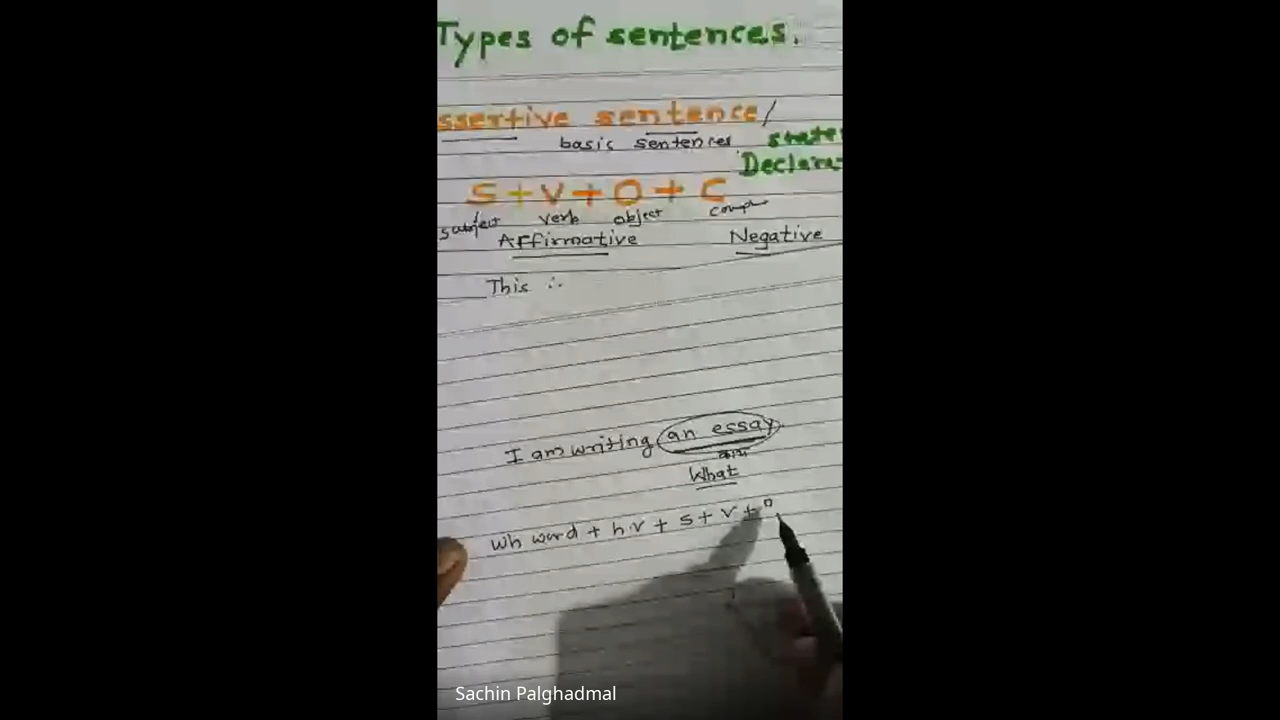 Types of sentences.
ssertive sentence/
basic sentences
Declara
S + V + O + C
subject verb object
Affirmative Negative
This ∴
I am writing an essay.
What
Wh word + h.v + s + v + o
Sachin Palghadmal